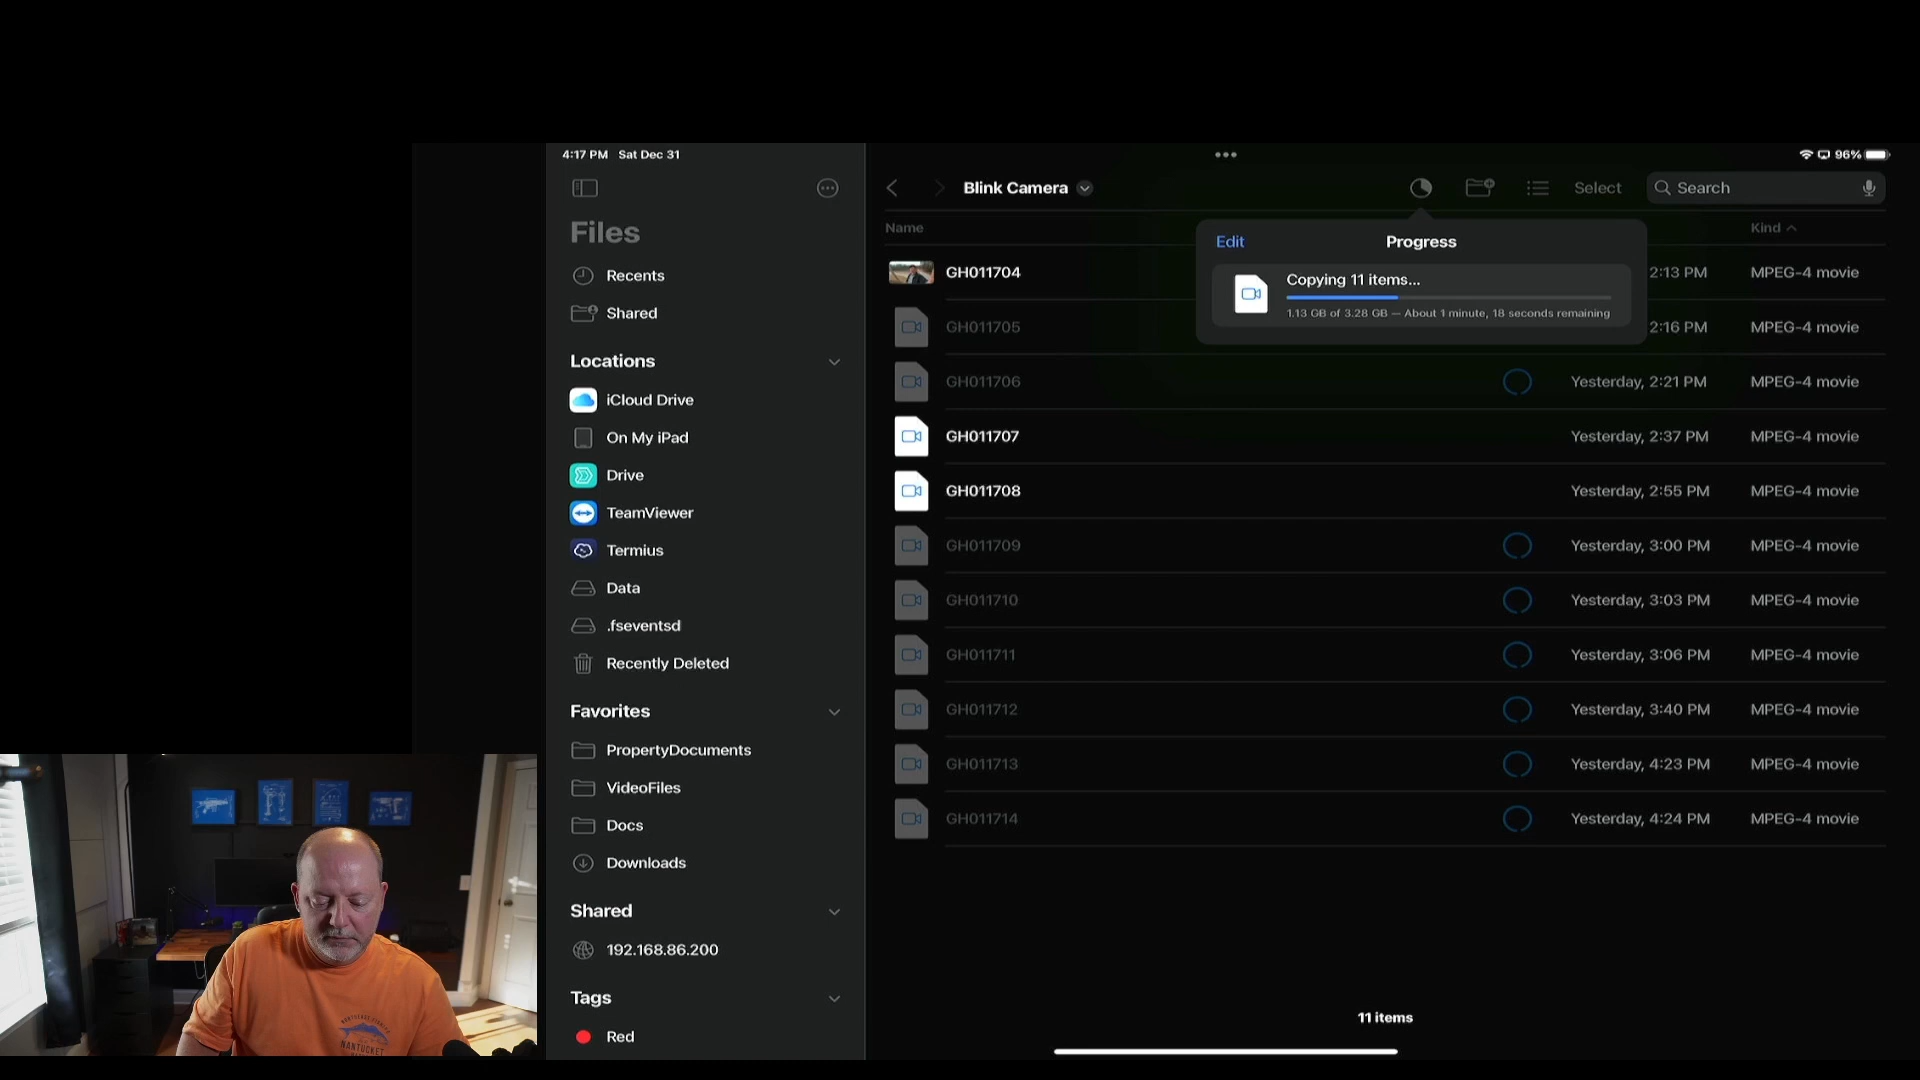 4:17 PM Sat Dec 31
96%
Files
Recents
Shared
Locations
iCloud Drive
On My iPad
Drive
TeamViewer
Termius
Data
.fseventsd
Recently Deleted
Favorites
PropertyDocuments
VideoFiles
Docs
Downloads
Shared
192.168.86.200
Tags
Red
Blink Camera
Select
Search
Name
Kind
Edit
Progress
Copying 11 items...
1.13 GB of 3.28 GB — About 1 minute, 18 seconds remaining
GH011704 2:13 PM MPEG-4 movie
GH011705 2:16 PM MPEG-4 movie
GH011706 Yesterday, 2:21 PM MPEG-4 movie
GH011707 Yesterday, 2:37 PM MPEG-4 movie
GH011708 Yesterday, 2:55 PM MPEG-4 movie
GH011709 Yesterday, 3:00 PM MPEG-4 movie
GH011710 Yesterday, 3:03 PM MPEG-4 movie
GH011711 Yesterday, 3:06 PM MPEG-4 movie
GH011712 Yesterday, 3:40 PM MPEG-4 movie
GH011713 Yesterday, 4:23 PM MPEG-4 movie
GH011714 Yesterday, 4:24 PM MPEG-4 movie
11 items
NANTUCKET